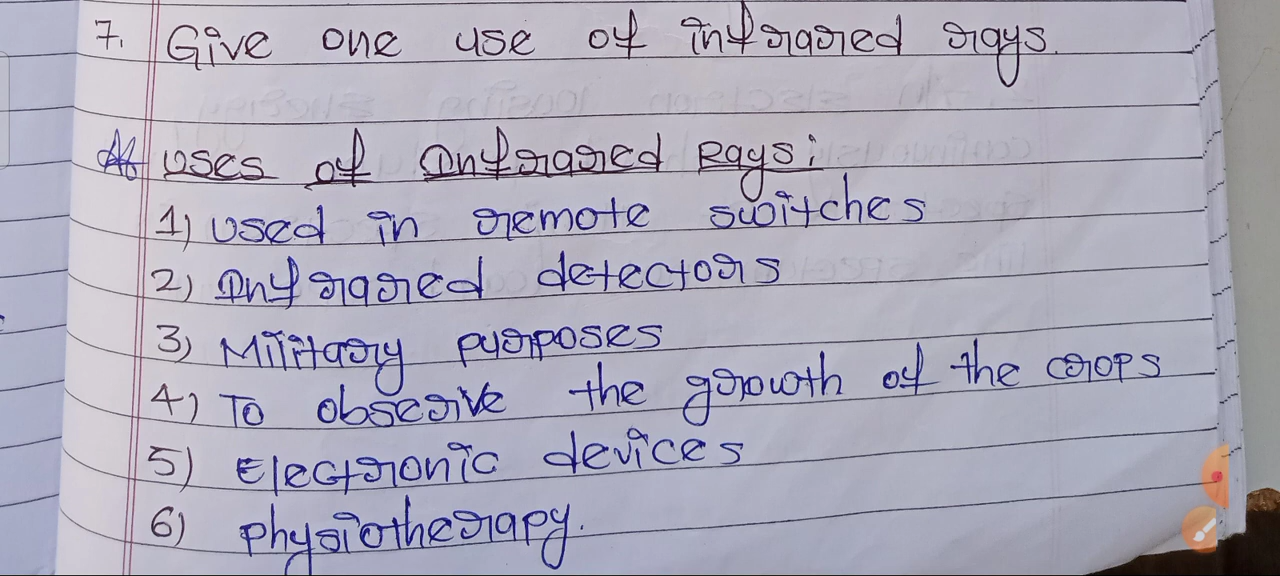 7. Give one use of infrared rays.
A Uses of Infrared Rays:
1) Used in remote switches
2) Infrared detectors
3) Military purposes
4) To observe the growth of the crops
5) Electronic devices
6) physiotherapy.